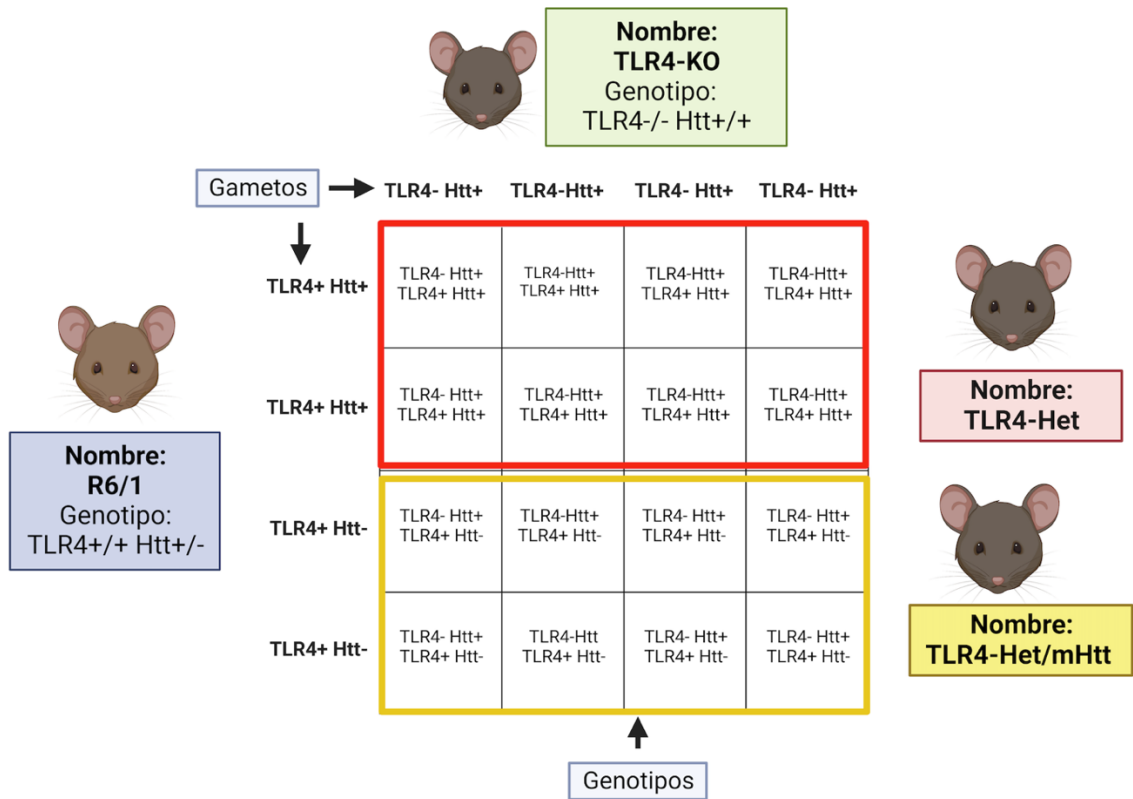 Nombre:
TLR4-KO
Genotipo:
TLR4-/- Htt+/+
Gametos
TLR4- Htt+ TLR4-Htt+ TLR4- Htt+ TLR4- Htt+
TLR4+ Htt+
TLR4- Htt+ TLR4-Htt+ TLR4-Htt+ TLR4-Htt+
TLR4+ Htt+ TLR4+ Htt+ TLR4+ Htt+ TLR4+ Htt+
TLR4+ Htt+
TLR4- Htt+ TLR4-Htt+ TLR4-Htt+ TLR4-Htt+
TLR4+ Htt+ TLR4+ Htt+ TLR4+ Htt+ TLR4+ Htt+
Nombre:
TLR4-Het
Nombre:
R6/1
Genotipo:
TLR4+/+ Htt+/-
TLR4+ Htt-
TLR4- Htt+ TLR4-Htt+ TLR4- Htt+ TLR4- Htt+
TLR4+ Htt- TLR4+ Htt- TLR4+ Htt- TLR4+ Htt-
TLR4+ Htt-
TLR4- Htt+ TLR4-Htt TLR4- Htt+ TLR4- Htt+
TLR4+ Htt- TLR4+ Htt- TLR4+ Htt- TLR4+ Htt-
Nombre:
TLR4-Het/mHtt
Genotipos